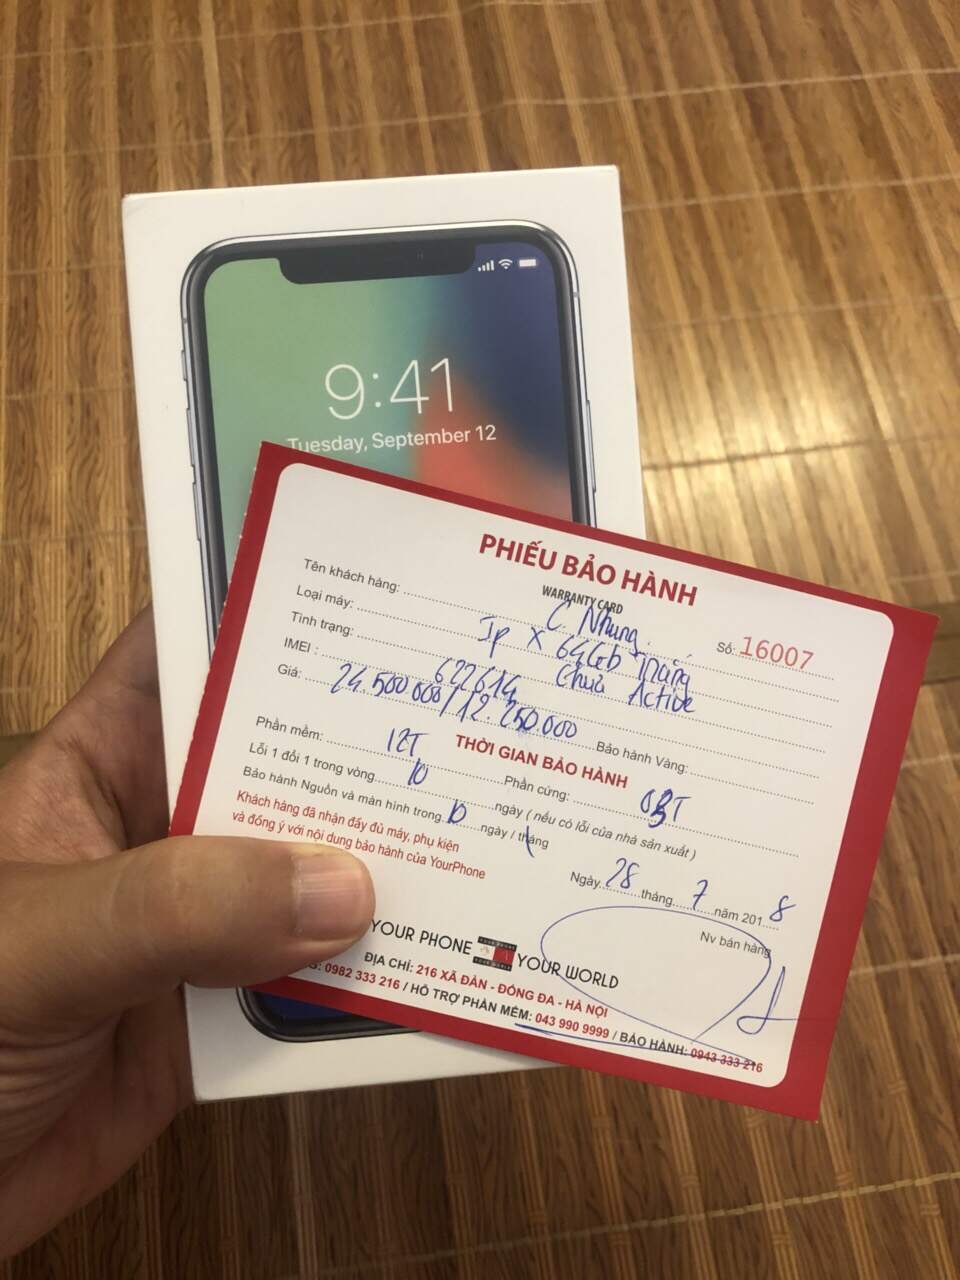 9:41
Tuesday, September 12
PHIẾU BẢO HÀNH
WARRANTY CARD
Số: 16007
Tên khách hàng: C. Nhung
Loại máy: Ip X 64Gb Trắng
Tình trạng: Chưa Active
IMEI : 622614
Giá: 24.500.000/12.250.000 Bảo hành Vàng:
THỜI GIAN BẢO HÀNH
Phần mềm: 12T Phần cứng: 03T
Lỗi 1 đổi 1 trong vòng 10 ngày ( nếu có lỗi của nhà sản xuất )
Bảo hành Nguồn và màn hình trong 10 ngày / tháng
Khách hàng đã nhận đầy đủ máy, phụ kiện
và đồng ý với nội dung bảo hành của YourPhone
Ngày 28 tháng 7 năm 2018
Nv bán hàng
YOUR PHONE YOUR WORLD
ĐỊA CHỈ: 216 XÃ ĐÀN - ĐỐNG ĐA - HÀ NỘI
0982 333 216 / HỖ TRỢ PHẦN MỀM: 043 990 9999 / BẢO HÀNH: 0943 333 216